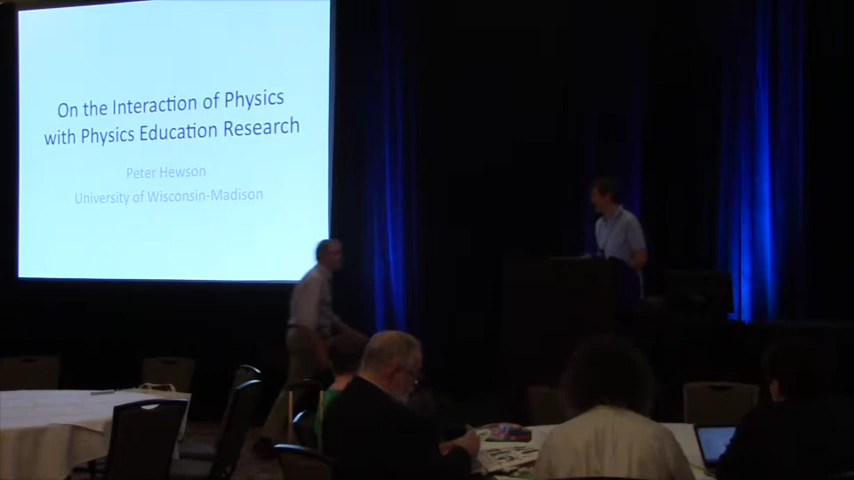 On the Interaction of Physics
with Physics Education Research
Peter Hewson
University of Wisconsin-Madison